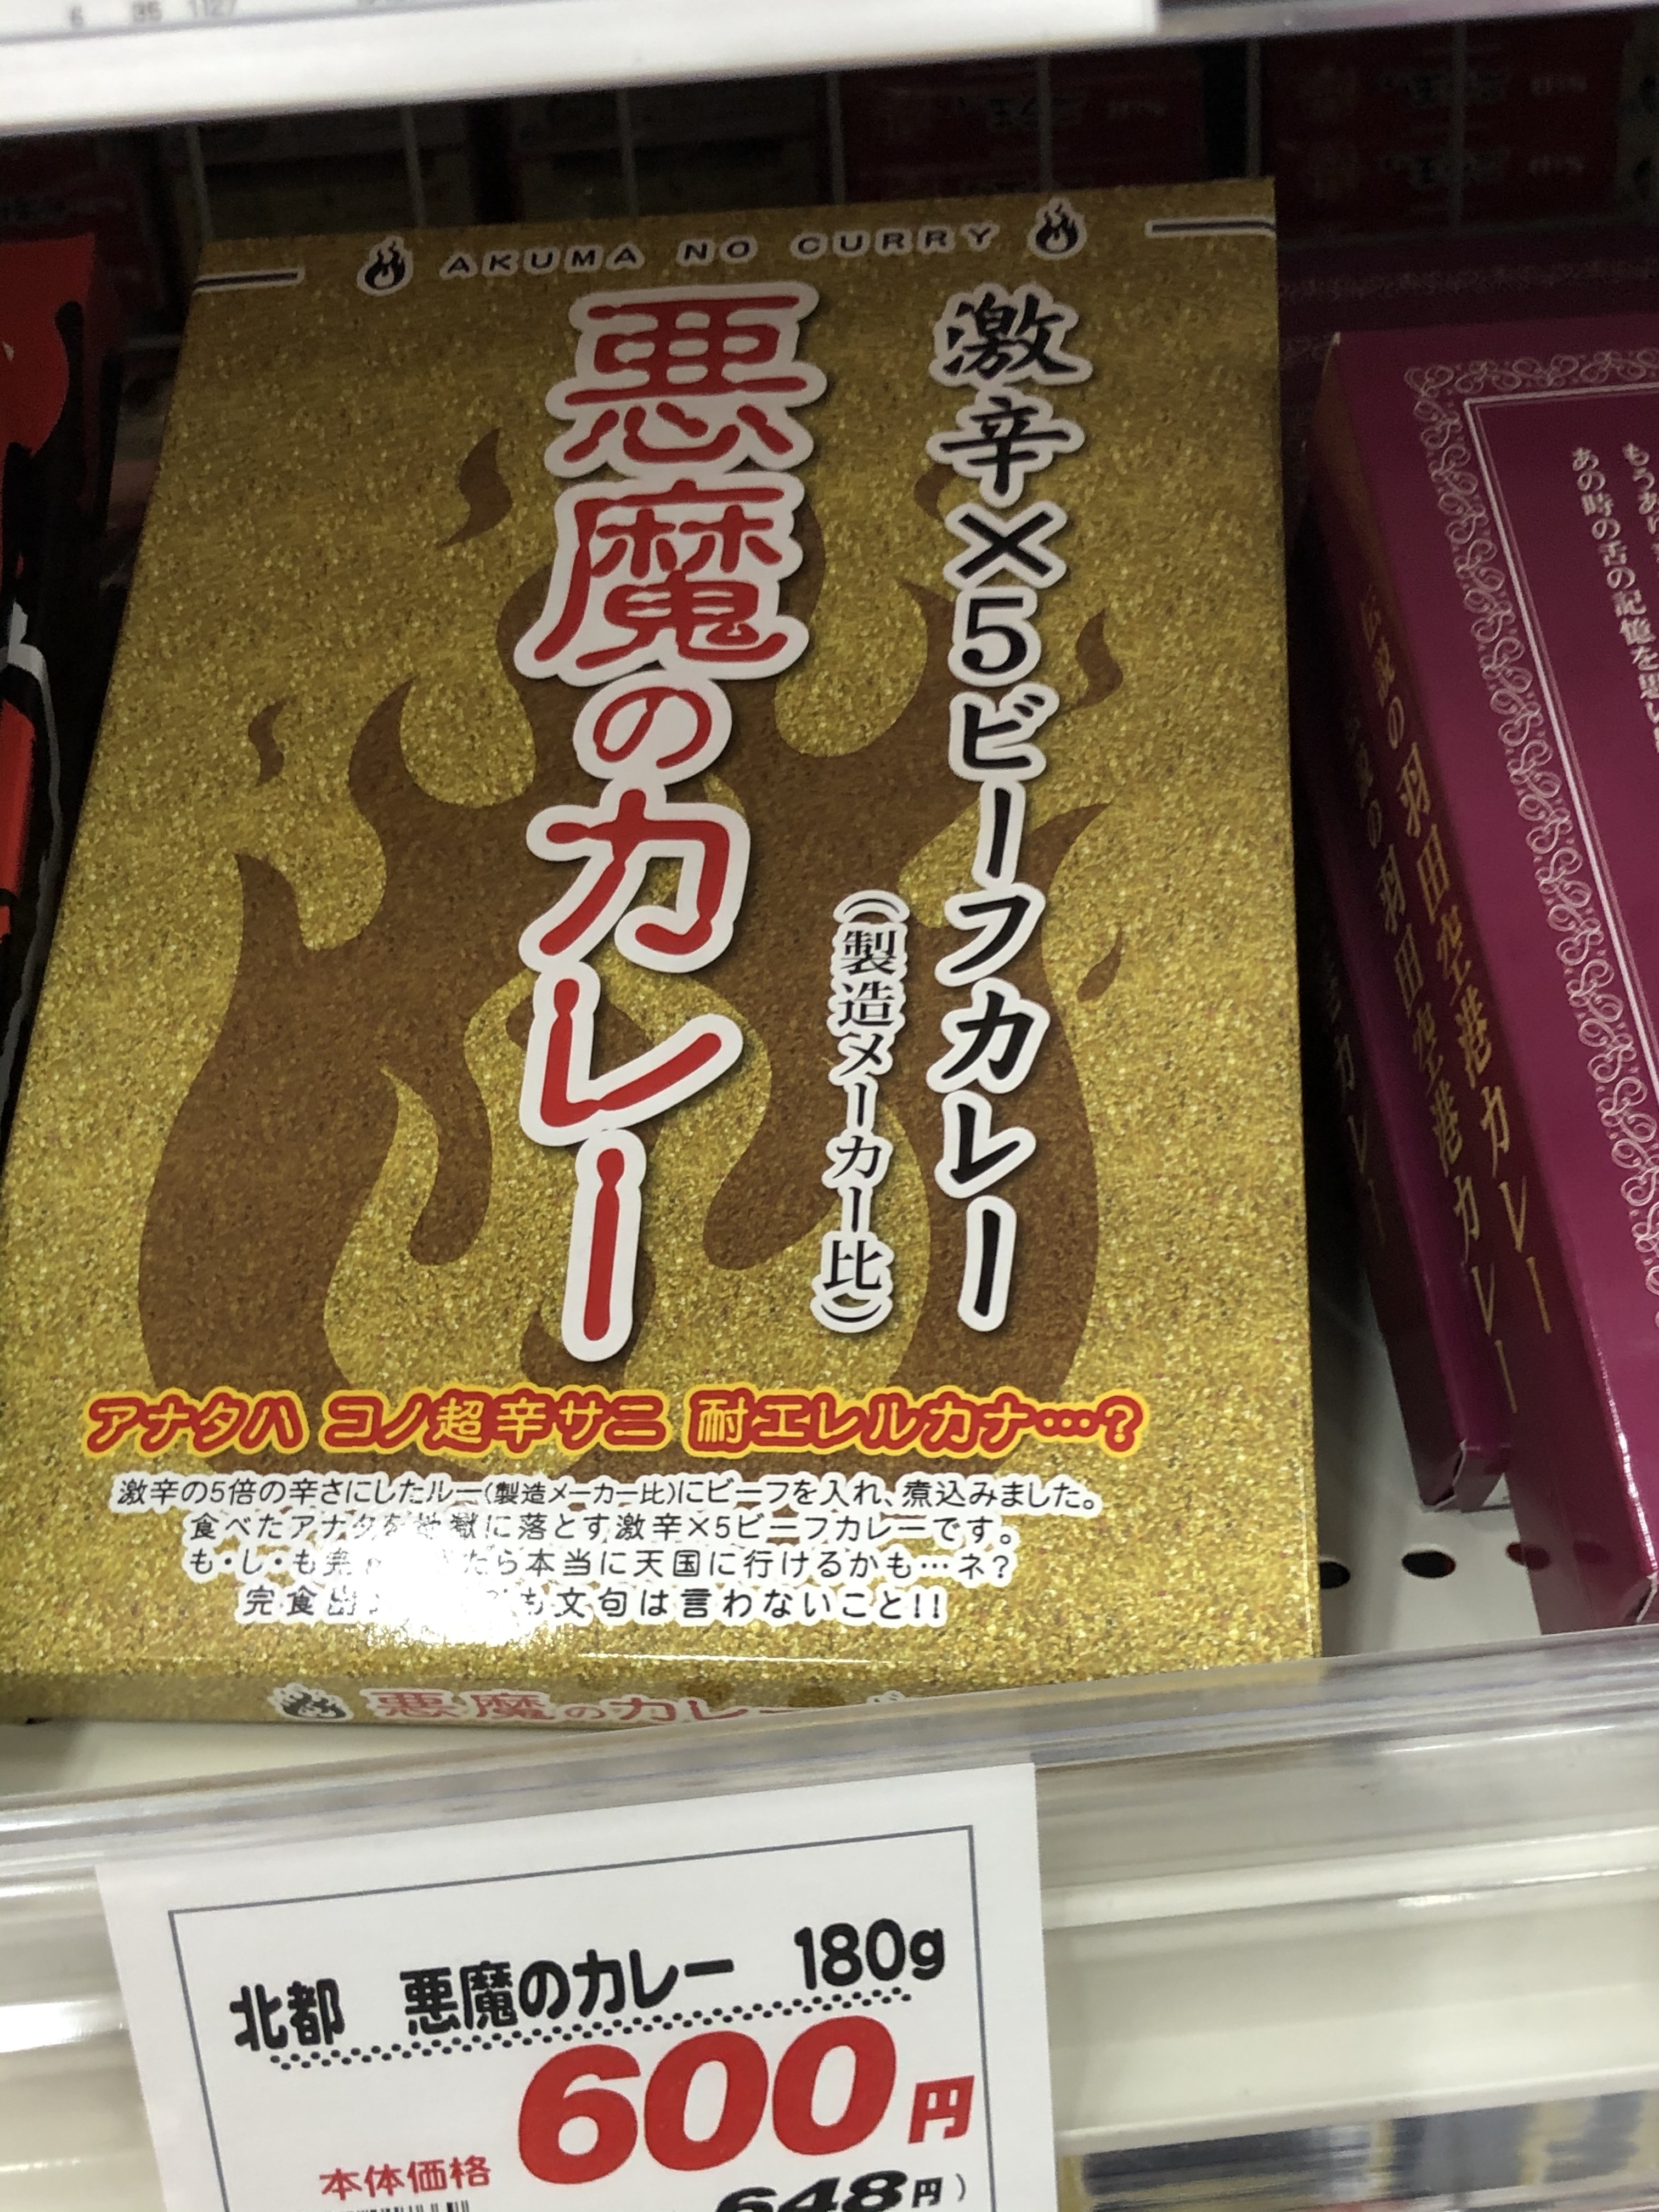 AKUMA NO CURRY
激辛×5ビーフカレー
(製造メーカー比)
悪魔のカレー
アナタハ コノ超辛サニ 耐エレルカナ…?
激辛の5倍の辛さにしたルー(製造メーカー比)にビーフを入れ、煮込みました。
食べたアナタを地獄に落とす激辛×5ビーフカレーです。
も・し・も完 たら本当に天国に行けるかも…ネ?
完食出 も文句は言わないこと!!
悪魔のカレー
北都 悪魔のカレー 180g
600円
本体価格
648円)
あの時の舌の記憶を思い
伝説の羽田空港カレー
伝説の羽田空港カレー